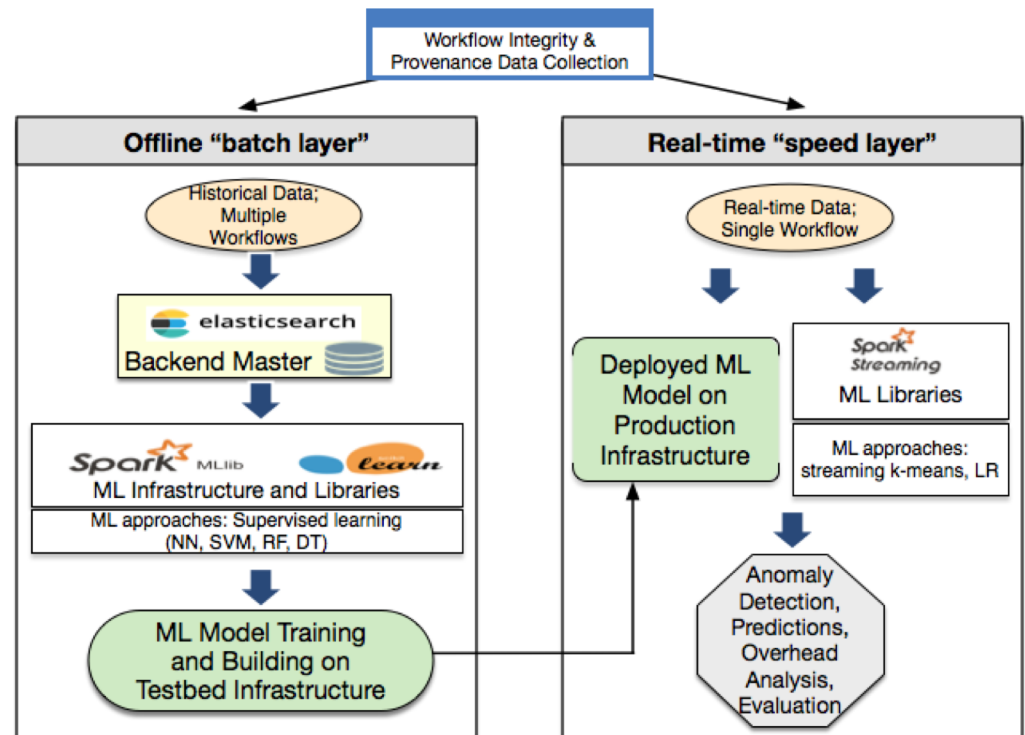 Workflow Integrity &
Provenance Data Collection
Offline “batch layer”
Historical Data;
Multiple
Workflows
elasticsearch
Backend Master
Spark MLlib
learn
ML Infrastructure and Libraries
ML approaches: Supervised learning
(NN, SVM, RF, DT)
ML Model Training
and Building on
Testbed Infrastructure
Real-time “speed layer”
Real-time Data;
Single Workflow
Deployed ML
Model on
Production
Infrastructure
Spark
Streaming
ML Libraries
ML approaches:
streaming k-means, LR
Anomaly
Detection,
Predictions,
Overhead
Analysis,
Evaluation